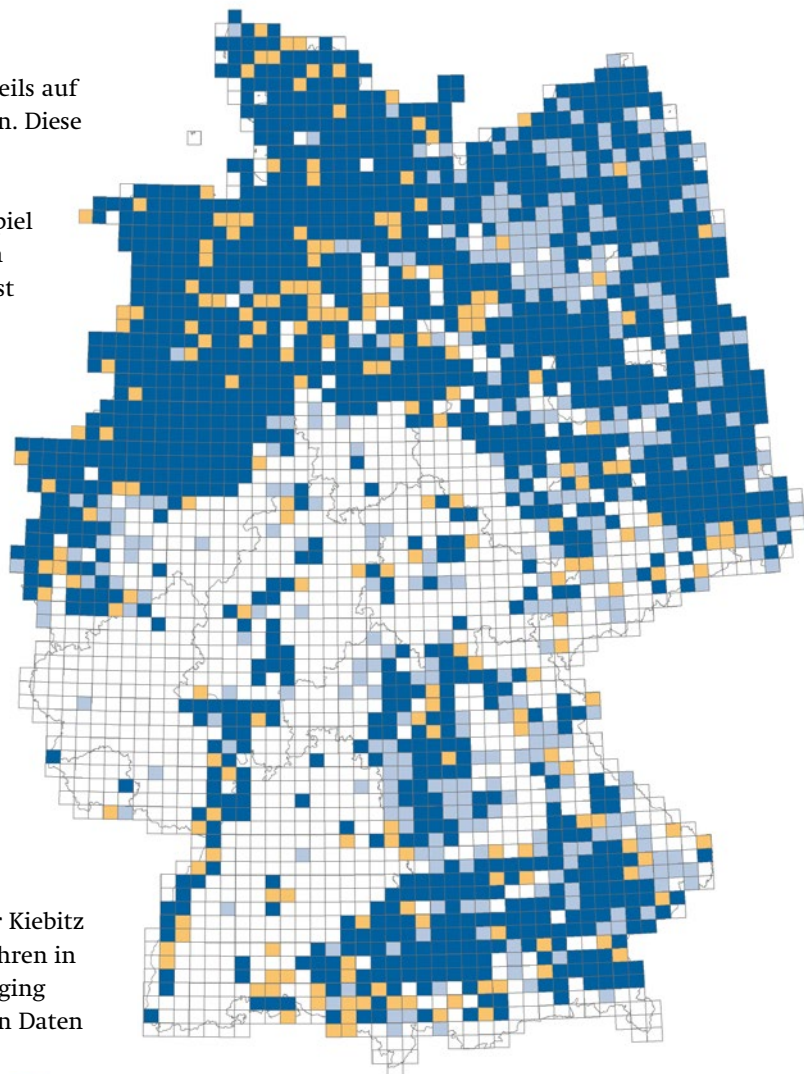 eils auf
n. Diese
piel
n
st
r Kiebitz
hren in
ging
n Daten